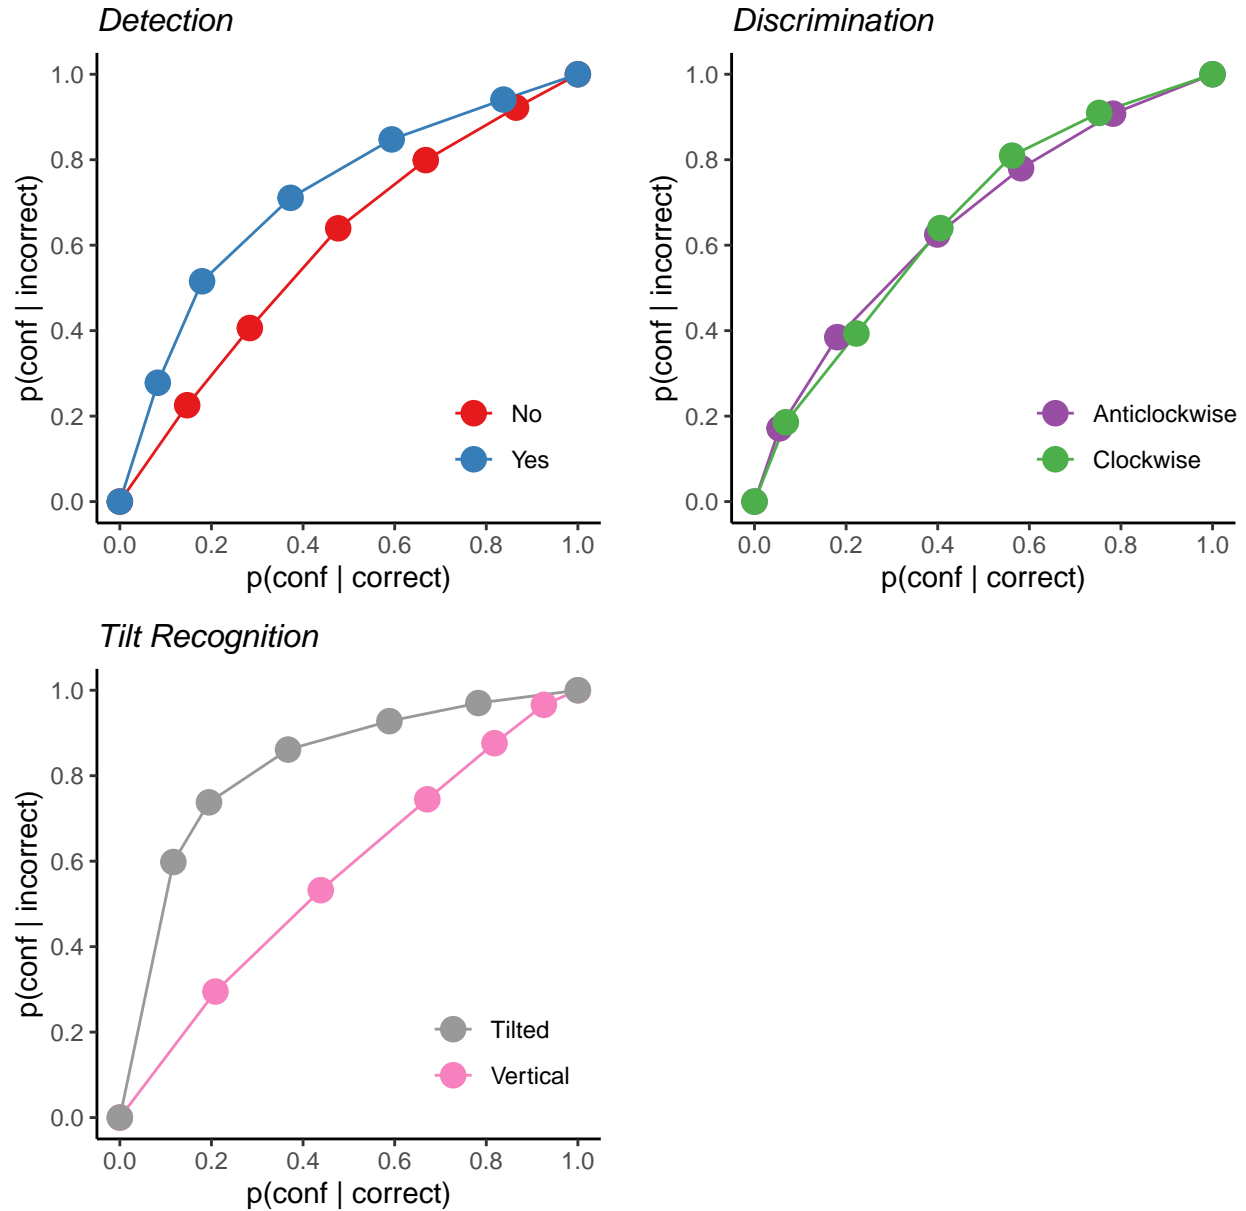 Detection
1.0
0.8
0.6
0.4
0.2
0.0
p(conf | incorrect)
No
Yes
0.0 0.2 0.4 0.6 0.8 1.0
p(conf | correct)
Discrimination
1.0
0.8
0.6
0.4
0.2
0.0
p(conf | incorrect)
Anticlockwise
Clockwise
0.0 0.2 0.4 0.6 0.8 1.0
p(conf | correct)
Tilt Recognition
1.0
0.8
0.6
0.4
0.2
0.0
p(conf | incorrect)
Tilted
Vertical
0.0 0.2 0.4 0.6 0.8 1.0
p(conf | correct)